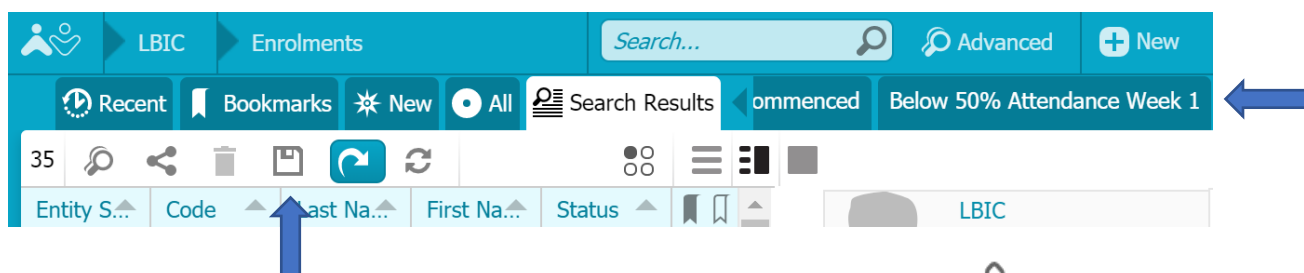 LBIC Enrolments Search... Advanced New
Recent Bookmarks New All Search Results ommenced Below 50% Attendance Week 1
35
Entity S... Code Last Na... First Na... Status LBIC